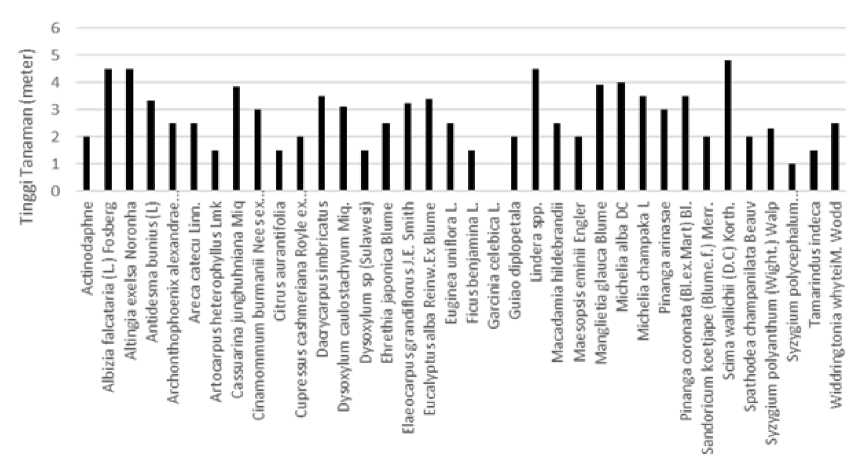 6
5
4
3
2
1
0
Tinggi Tanaman (meter)
Actinodaphne
Albizia falcataria (L.) Fosberg
Altingia exelsa Noronha
Antidesma bunius (L)
Archonthophoenix alexandrae...
Areca catecu Linn.
Artocarpus heterophyllus Lmk
Cassuarina junghuhniana Miq
Cinamommum burmanii Nees ex...
Citrus aurantifolia
Cupressus cashmeriana Royle ex...
Dacrycarpus imbricatus
Dysoxylum caulostachyum Miq.
Dysoxylum sp (Sulawesi)
Ehrethia japonica Blume
Elaeocarpus grandiflorus J.E. Smith
Eucalyptus alba Reinw.Ex Blume
Euginea uniflora L.
Ficus benjamina L.
Garcinia celebica L.
Guiao diplopetala
Lindera spp.
Macadamia hildebrandii
Maesopsis eminii Engler
Manglietia glauca Blume
Michelia alba DC
Michelia champaka L
Pinanga arinasae
Pinanga coronata (Bl.ex.Mart) Bl.
Sandoricum koetjape (Blume.f.) Merr.
Scima wallichii (D.C) Korth.
Spathodea champanilata Beauv
Syzygium polyanthum (Wight.) Walp
Syzygium polycephalum...
Tamarindus indeca
Widdringtonia whyteiM. Wodd